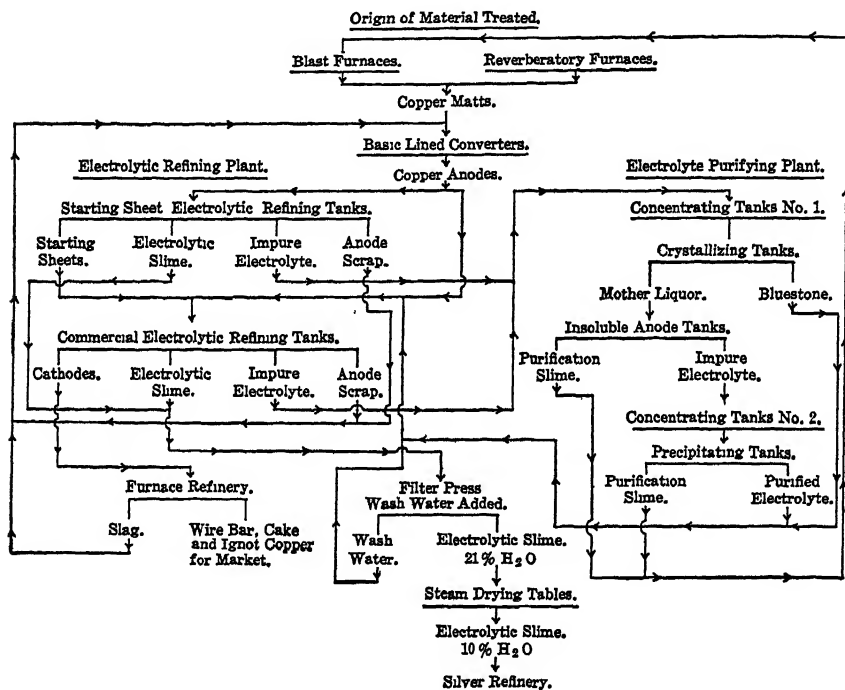 Origin of Material Treated.
Blast Furnaces.
Reverberatory Furnaces.
Copper Matts.
Basic Lined Converters.
Electrolytic Refining Plant.
Electrolyte Purifying Plant.
Copper Anodes.
Starting Sheet Electrolytic Refining Tanks.
Concentrating Tanks No. 1.
Starting
Sheets.
Electrolytic
Slime.
Impure
Electrolyte.
Anode
Scrap.
Crystallizing Tanks.
Mother Liquor.
Bluestone.
Insoluble Anode Tanks.
Commercial Electrolytic Refining Tanks.
Purification
Slime.
Impure
Electrolyte.
Cathodes.
Electrolytic
Slime.
Impure
Electrolyte.
Anode
Scrap.
Concentrating Tanks No. 2.
Precipitating Tanks.
Furnace Refinery.
Filter Press
Wash Water Added.
Purification
Slime.
Purified
Electrolyte.
Slag.
Wire Bar, Cake
and Ignot Copper
for Market.
Wash
Water.
Electrolytic Slime.
21% H₂O
Steam Drying Tables.
Electrolytic Slime.
10% H₂O
Silver Refinery.